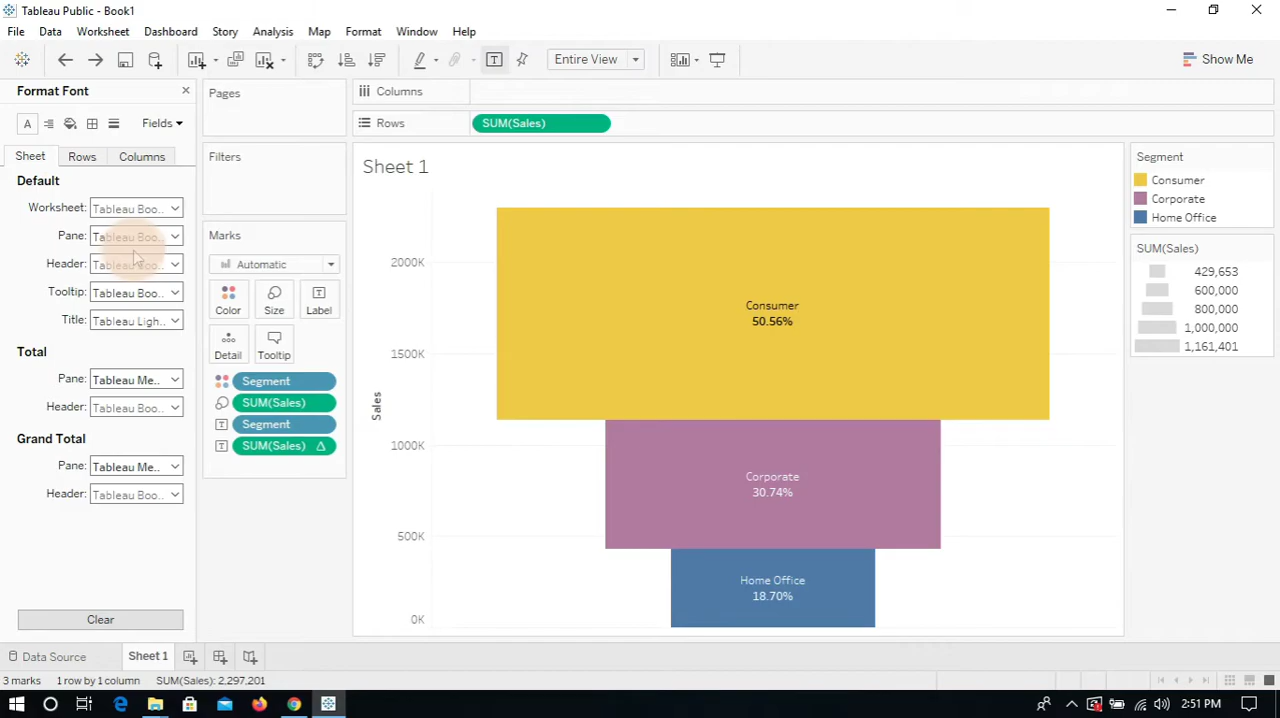 Tableau Public - Book1
File Data Worksheet Dashboard Story Analysis Map Format Window Help
Entire View
Show Me
Format Font
Fields
Sheet Rows Columns
Default
Worksheet: Tableau Boo..
Pane: Tableau Boo..
Header: Tableau Boo..
Tooltip: Tableau Boo..
Title: Tableau Ligh..
Total
Pane: Tableau Me..
Header: Tableau Boo..
Grand Total
Pane: Tableau Me..
Header: Tableau Boo..
Clear
Pages
Filters
Marks
Automatic
Color Size Label
Detail Tooltip
Segment
SUM(Sales)
Segment
SUM(Sales) Δ
Columns
Rows SUM(Sales)
Sheet 1
Sales
2000K
1500K
1000K
500K
0K
Consumer
50.56%
Corporate
30.74%
Home Office
18.70%
Segment
Consumer
Corporate
Home Office
SUM(Sales)
429,653
600,000
800,000
1,000,000
1,161,401
Data Source Sheet 1
3 marks 1 row by 1 column SUM(Sales): 2,297,201
2:51 PM